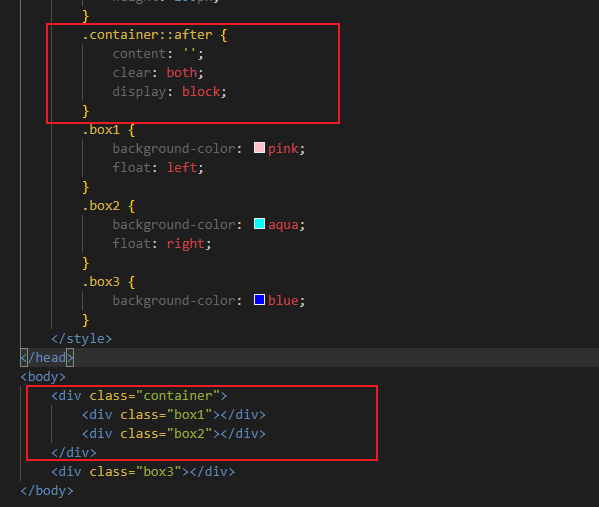 }
.container::after {
content: '';
clear: both;
display: block;
}
.box1 {
background-color: pink;
float: left;
}
.box2 {
background-color: aqua;
float: right;
}
.box3 {
background-color: blue;
}
</style>
</head>
<body>
<div class="container">
<div class="box1"></div>
<div class="box2"></div>
</div>
<div class="box3"></div>
</body>